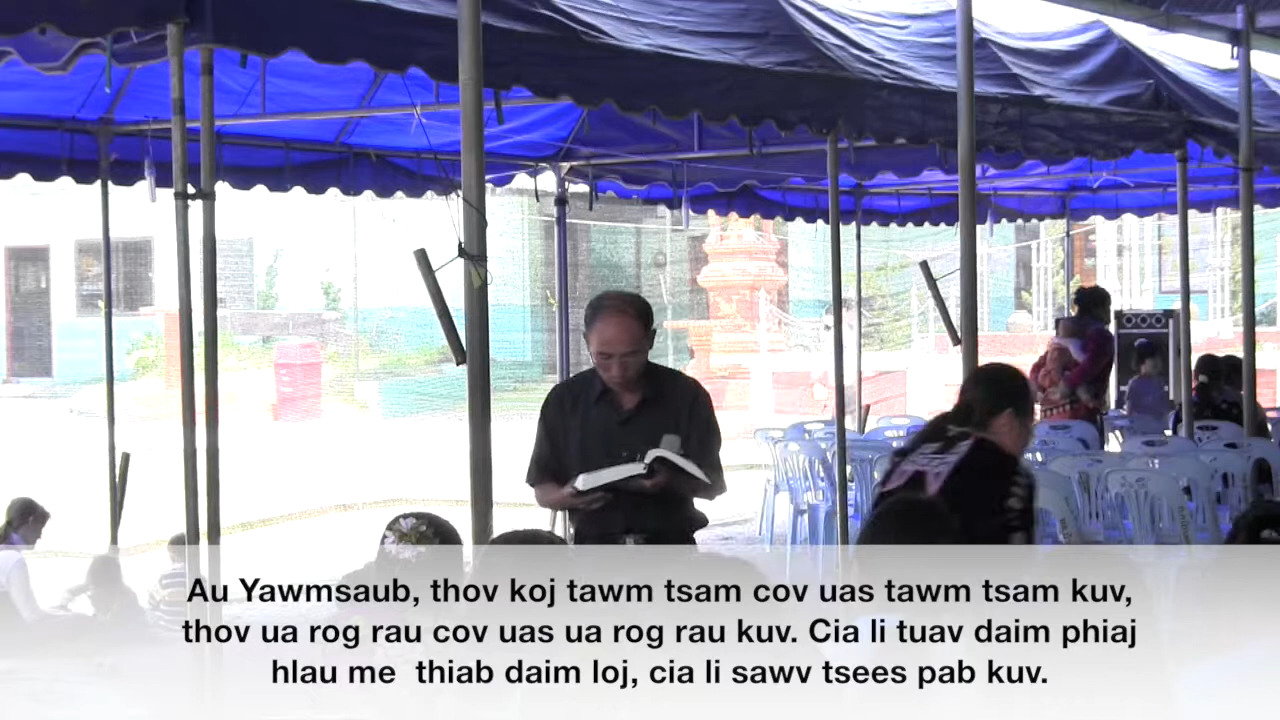 Au Yawmsaub, thov koj tawm tsam cov uas tawm tsam kuv,
thov ua rog rau cov uas ua rog rau kuv. Cia li tuav daim phiaj
hlau me thiab daim loj, cia li sawv tsees pab kuv.